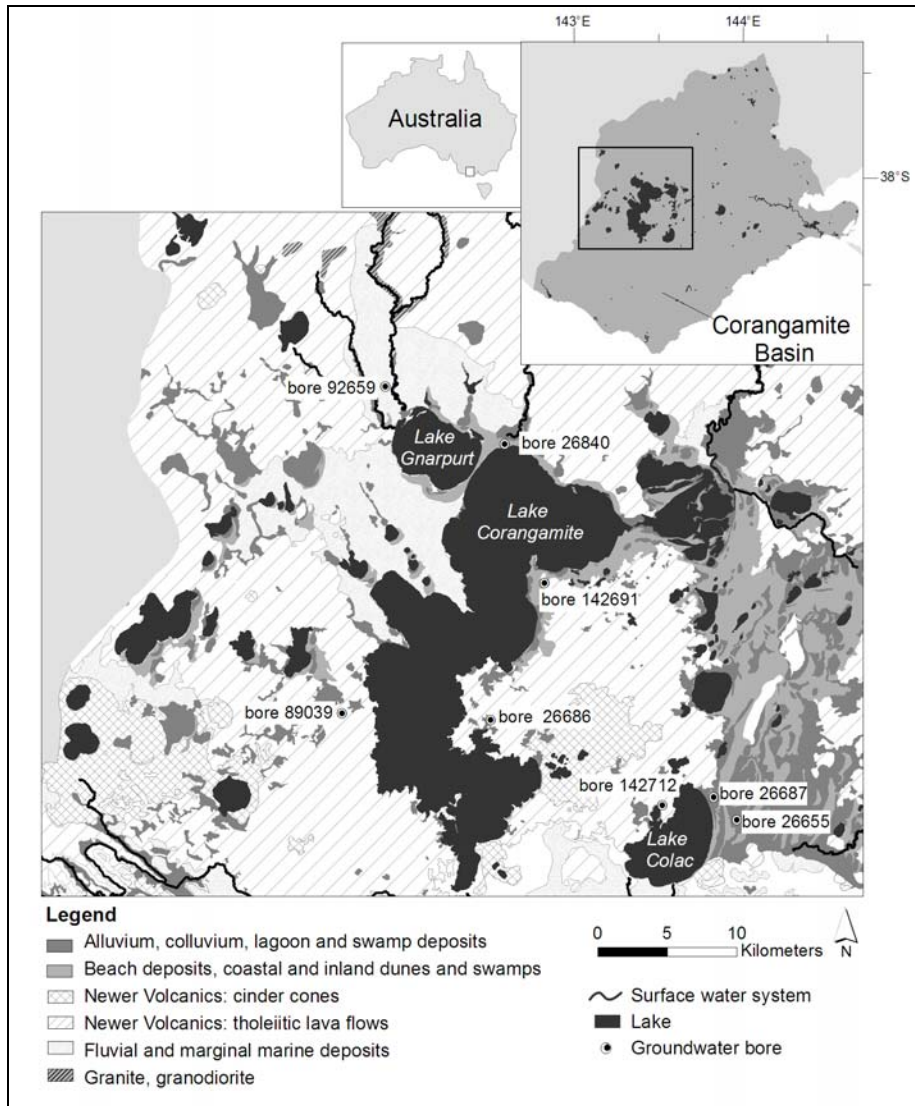 143°E 144°E
Australia
38°S
Corangamite
Basin
bore 92659
Lake
Gnarpurt
bore 26840
Lake
Corangamite
bore 142691
bore 89039
bore 26686
bore 142712
bore 26687
bore 26655
Lake
Colac
Legend
Alluvium, colluvium, lagoon and swamp deposits
Beach deposits, coastal and inland dunes and swamps
Newer Volcanics: cinder cones
Newer Volcanics: tholeiitic lava flows
Fluvial and marginal marine deposits
Granite, granodiorite
0 5 10
Kilometers
N
Surface water system
Lake
Groundwater bore